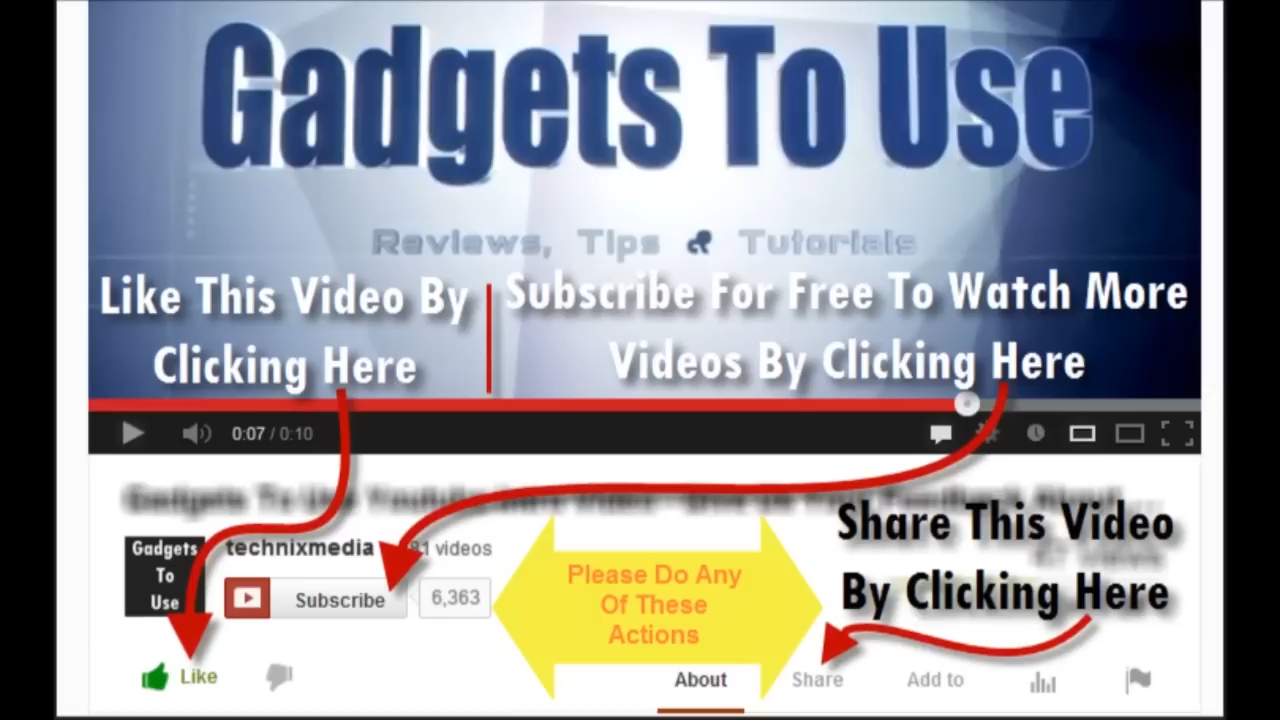 Gadgets To Use
Reviews, Tips & Tutorials
Like This Video By
Clicking Here
Subscribe For Free To Watch More
Videos By Clicking Here
0:07 / 0:10
Share This Video
By Clicking Here
Gadgets
To
Use
technixmedia
81 videos
Subscribe
6,363
Please Do Any
Of These
Actions
Like
About
Share
Add to